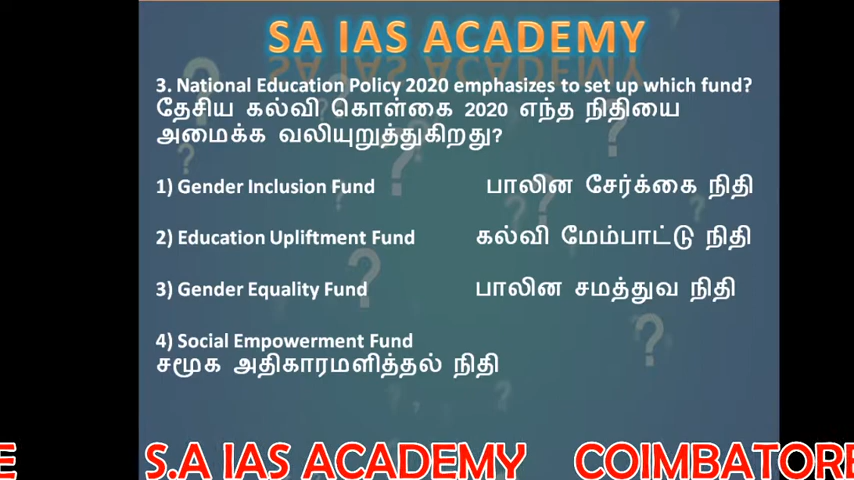 SA IAS ACADEMY
3. National Education Policy 2020 emphasizes to set up which fund?
தேசிய கல்வி கொள்கை 2020 எந்த நிதியை
அமைக்க வலியுறுத்துகிறது?
1) Gender Inclusion Fund பாலின சேர்க்கை நிதி
2) Education Upliftment Fund கல்வி மேம்பாட்டு நிதி
3) Gender Equality Fund பாலின சமத்துவ நிதி
4) Social Empowerment Fund
சமூக அதிகாரமளித்தல் நிதி
E S.A IAS ACADEMY COIMBATORE